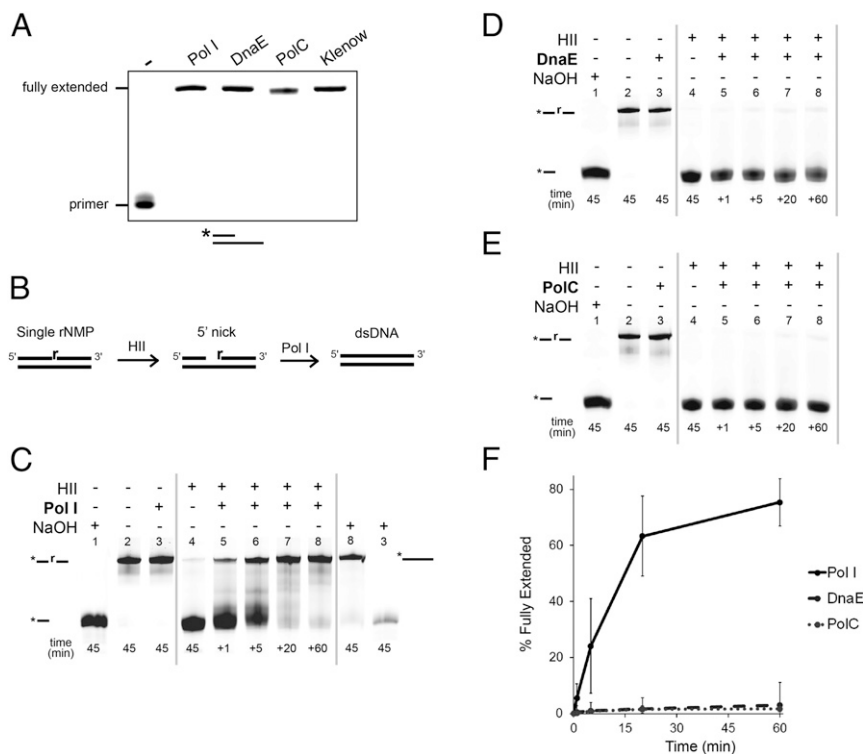 A
- Pol I DnaE PolC Klenow
fully extended
primer
*
B
Single rNMP 5' nick dsDNA
5' r 3' HII 5' r 3' Pol I 5' 3'
C
HII - - - + + + + +
Pol I - - + - + + + +
NaOH + - - - - - - - + +
1 2 3 4 5 6 7 8 8 3
*-r- *
*-
time (min) 45 45 45 45 +1 +5 +20 +60 45 45
D
HII - - - + + + + +
DnaE - - + - + + + +
NaOH + - - - - - - -
1 2 3 4 5 6 7 8
*-r-
*-
time (min) 45 45 45 45 +1 +5 +20 +60
E
HII - - - + + + + +
PolC - - + - + + + +
NaOH + - - - - - - -
1 2 3 4 5 6 7 8
*-r-
*-
time (min) 45 45 45 45 +1 +5 +20 +60
F
% Fully Extended
80
60
40
20
0
0 15 30 45 60
Time (min)
Pol I
DnaE
PolC